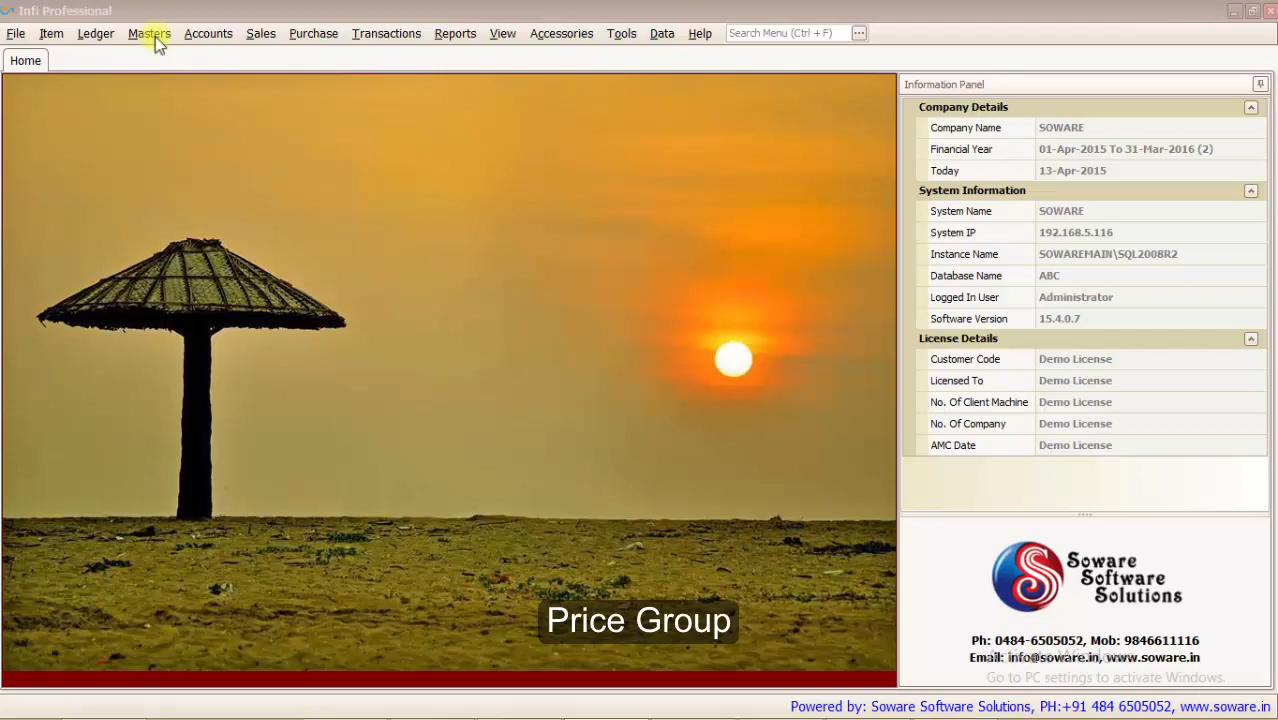 Infi Professional
File Item Ledger Masters Accounts Sales Purchase Transactions Reports View Accessories Tools Data Help Search Menu (Ctrl + F) ...
Home
Information Panel
Company Details
Company Name SOWARE
Financial Year 01-Apr-2015 To 31-Mar-2016 (2)
Today 13-Apr-2015
System Information
System Name SOWARE
System IP 192.168.5.116
Instance Name SOWAREMAIN\SQL2008R2
Database Name ABC
Logged In User Administrator
Software Version 15.4.0.7
License Details
Customer Code Demo License
Licensed To Demo License
No. Of Client Machine Demo License
No. Of Company Demo License
AMC Date Demo License
Soware
Software
Solutions
Price Group
Ph: 0484-6505052, Mob: 9846611116
Activate Windows
Email: info@soware.in, www.soware.in
Go to PC settings to activate Windows.
Powered by: Soware Software Solutions, PH:+91 484 6505052, www.soware.in